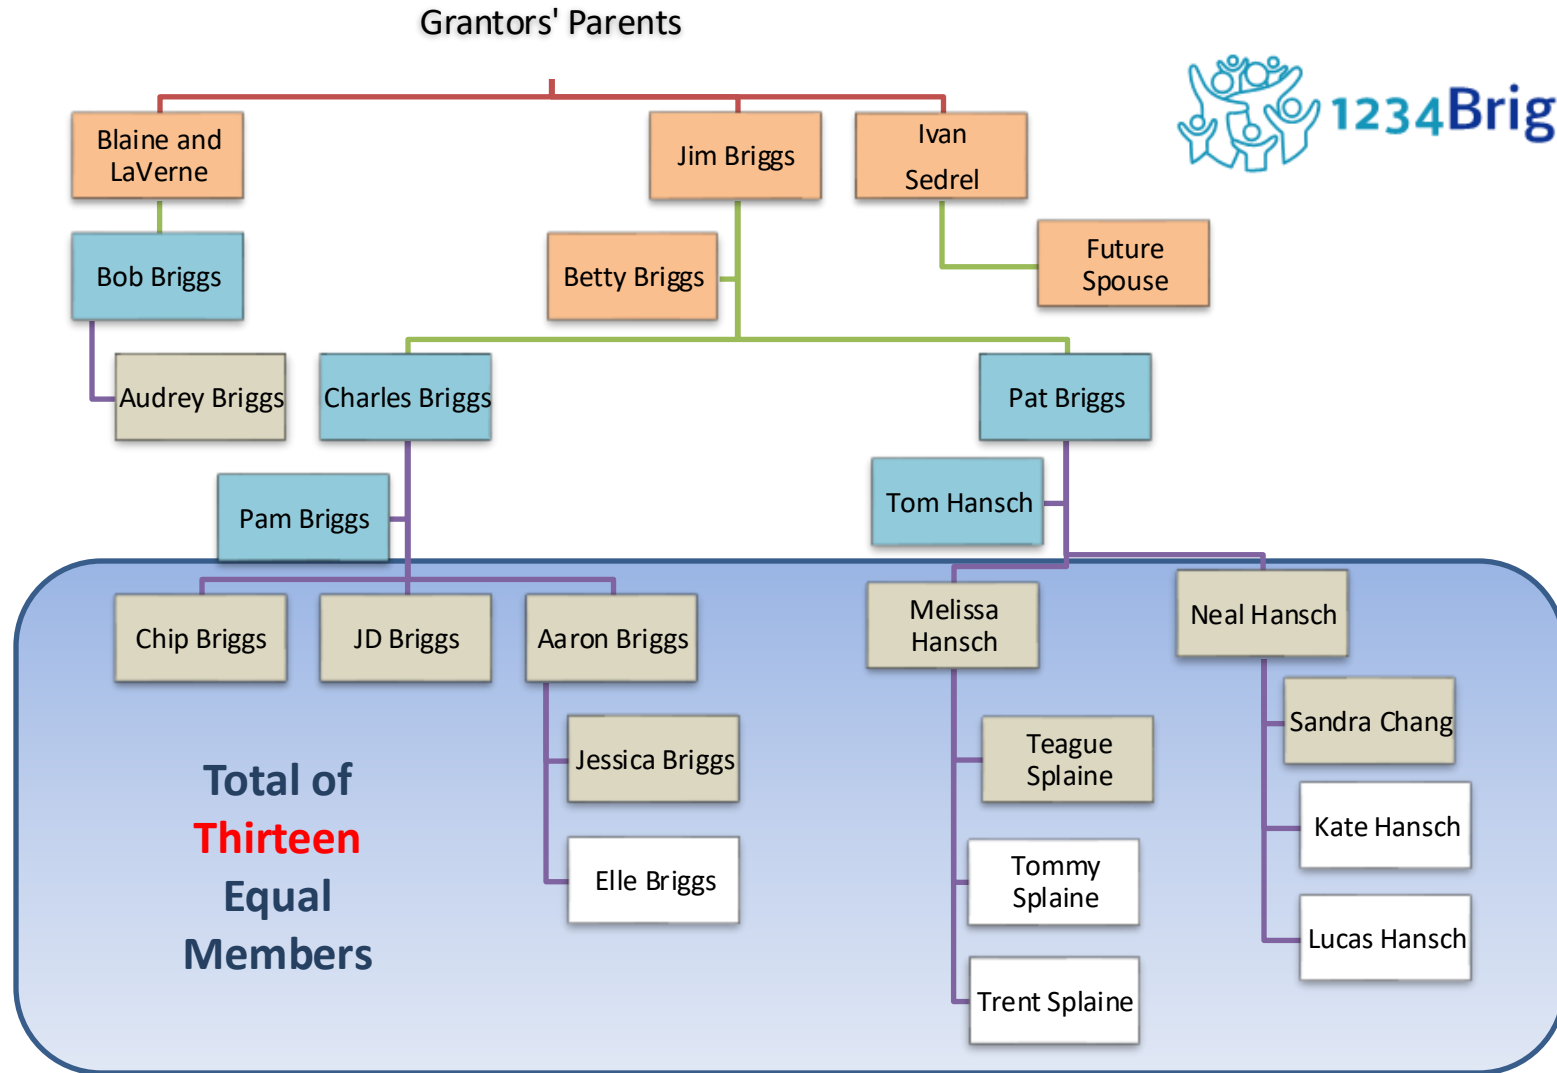 Grantors' Parents
1234Brig
Blaine and
LaVerne
Jim Briggs
Ivan
Sedrel
Bob Briggs
Betty Briggs
Future
Spouse
Audrey Briggs
Charles Briggs
Pat Briggs
Pam Briggs
Tom Hansch
Chip Briggs
JD Briggs
Aaron Briggs
Melissa
Hansch
Neal Hansch
Jessica Briggs
Teague
Splaine
Sandra Chang
Elle Briggs
Tommy
Splaine
Kate Hansch
Trent Splaine
Lucas Hansch
Total of
Thirteen
Equal
Members